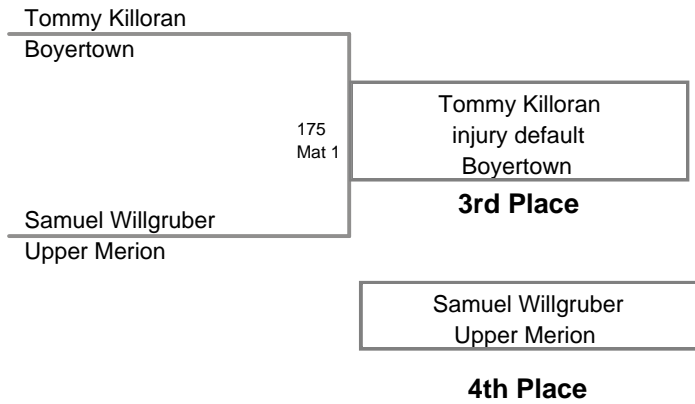 Tommy Killoran
Boyertown
175
Mat 1
Tommy Killoran
injury default
Boyertown
3rd Place
Samuel Willgruber
Upper Merion
Samuel Willgruber
Upper Merion
4th Place